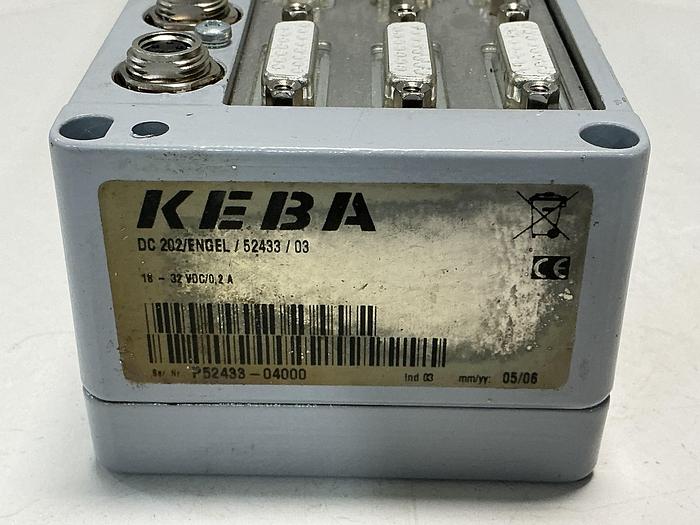 KEBA
DC 202/ENGEL / 52433 / 03
18 - 32 VDC/0,2 A
CE
Ser. Nr. P52433-04000 Ind 03 mm/yy: 05/06